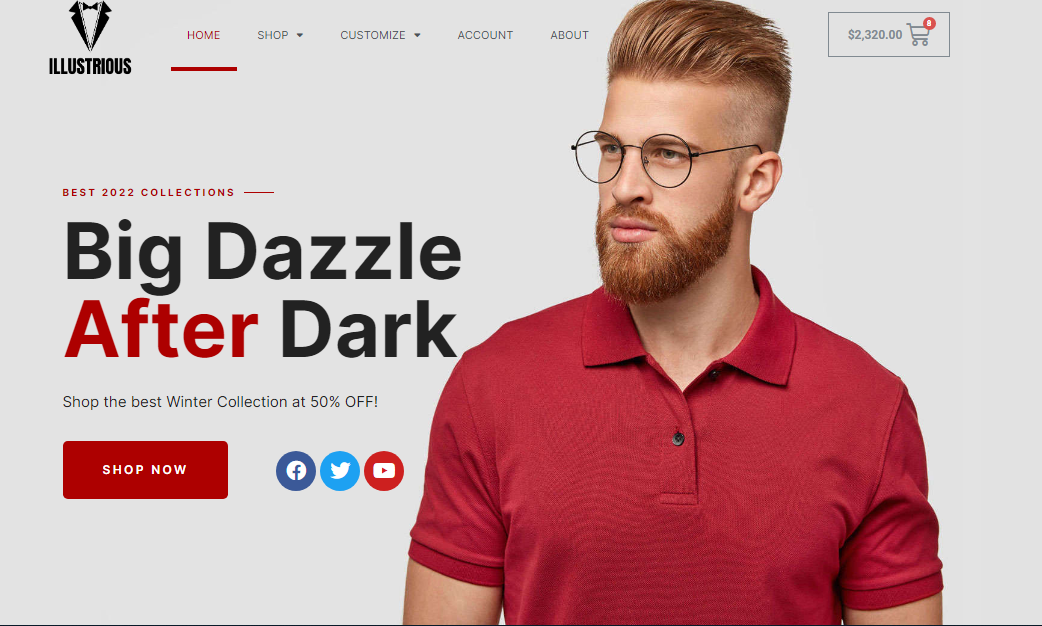 ILLUSTRIOUS
HOME SHOP CUSTOMIZE ACCOUNT ABOUT
$2,320.00 8
BEST 2022 COLLECTIONS
Big Dazzle
After Dark
Shop the best Winter Collection at 50% OFF!
SHOP NOW